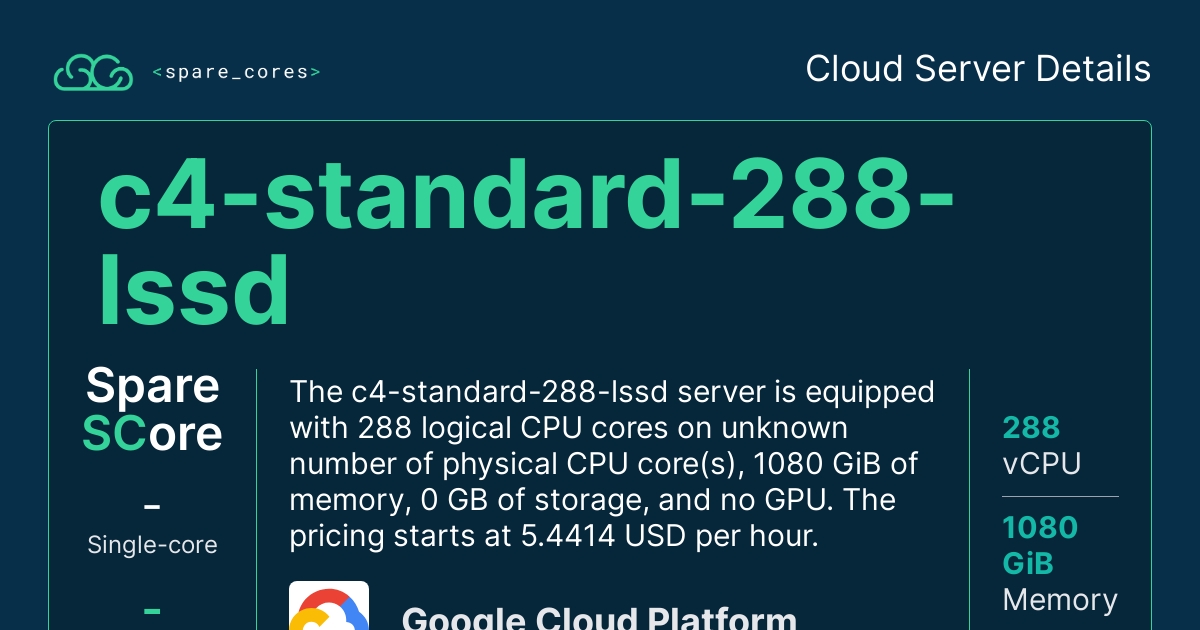 <spare_cores>
Cloud Server Details
c4-standard-288-
lssd
Spare
SCore
–
Single-core
–
The c4-standard-288-lssd server is equipped
with 288 logical CPU cores on unknown
number of physical CPU core(s), 1080 GiB of
memory, 0 GB of storage, and no GPU. The
pricing starts at 5.4414 USD per hour.
Google Cloud Platform
288
vCPU
1080
GiB
Memory